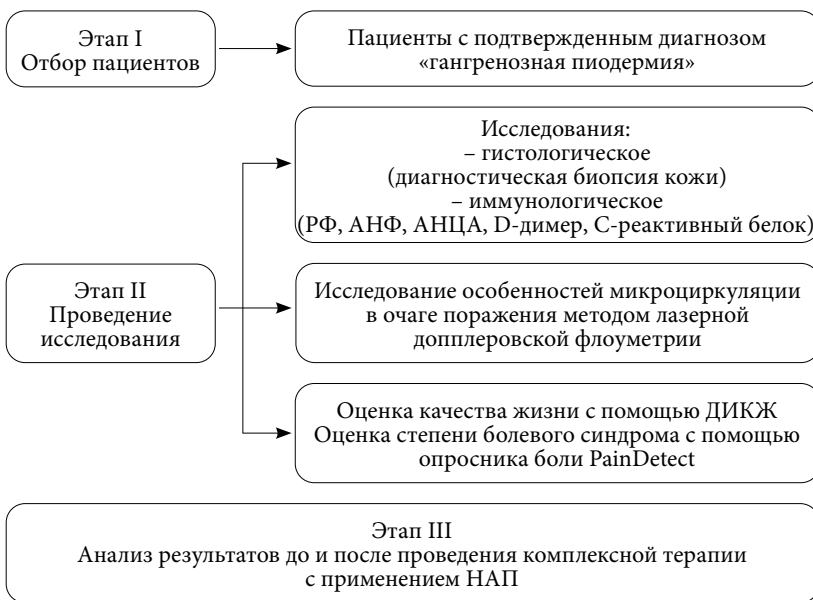 Этап I
Отбор пациентов
Пациенты с подтвержденным диагнозом
«гангренозная пиодермия»
Исследования:
– гистологическое
(диагностическая биопсия кожи)
– иммунологическое
(РФ, АНФ, АНЦА, D-димер, С-реактивный белок)
Этап II
Проведение
исследования
Исследование особенностей микроциркуляции
в очаге поражения методом лазерной
допплеровской флоуметрии
Оценка качества жизни с помощью ДИКЖ
Оценка степени болевого синдрома с помощью
опросника боли PainDetect
Этап III
Анализ результатов до и после проведения комплексной терапии
с применением НАП